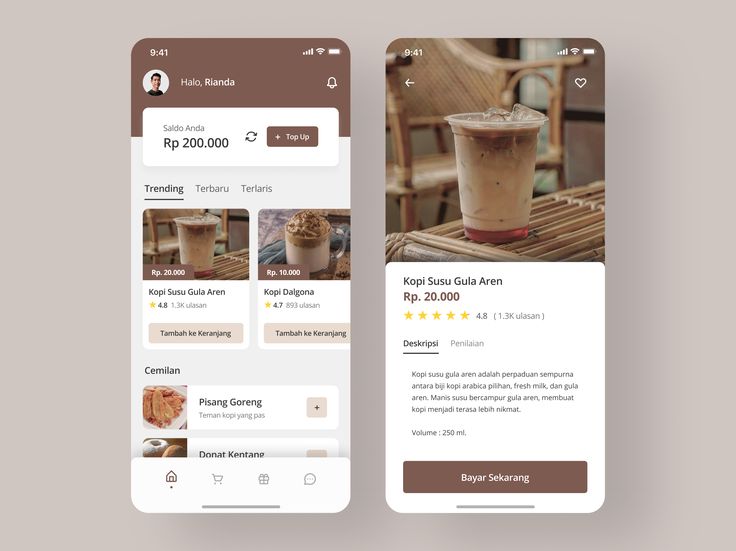 9:41
Halo, Rianda
Saldo Anda
Rp 200.000
+ Top Up
Trending Terbaru Terlaris
Rp. 20.000
Kopi Susu Gula Aren
4.8 1.3K ulasan
Tambah ke Keranjang
Rp. 10.000
Kopi Dalgona
4.7 893 ulasan
Tambah ke Keranjang
Cemilan
Pisang Goreng
Teman kopi yang pas
+
Donat Kentang
9:41
Kopi Susu Gula Aren
Rp. 20.000
4.8 ( 1.3K ulasan )
Deskripsi Penilaian
Kopi susu gula aren adalah perpaduan sempurna
antara biji kopi arabica pilihan, fresh milk, dan gula
aren. Manis susu bercampur gula aren, membuat
kopi menjadi terasa lebih nikmat.
Volume : 250 ml.
Bayar Sekarang